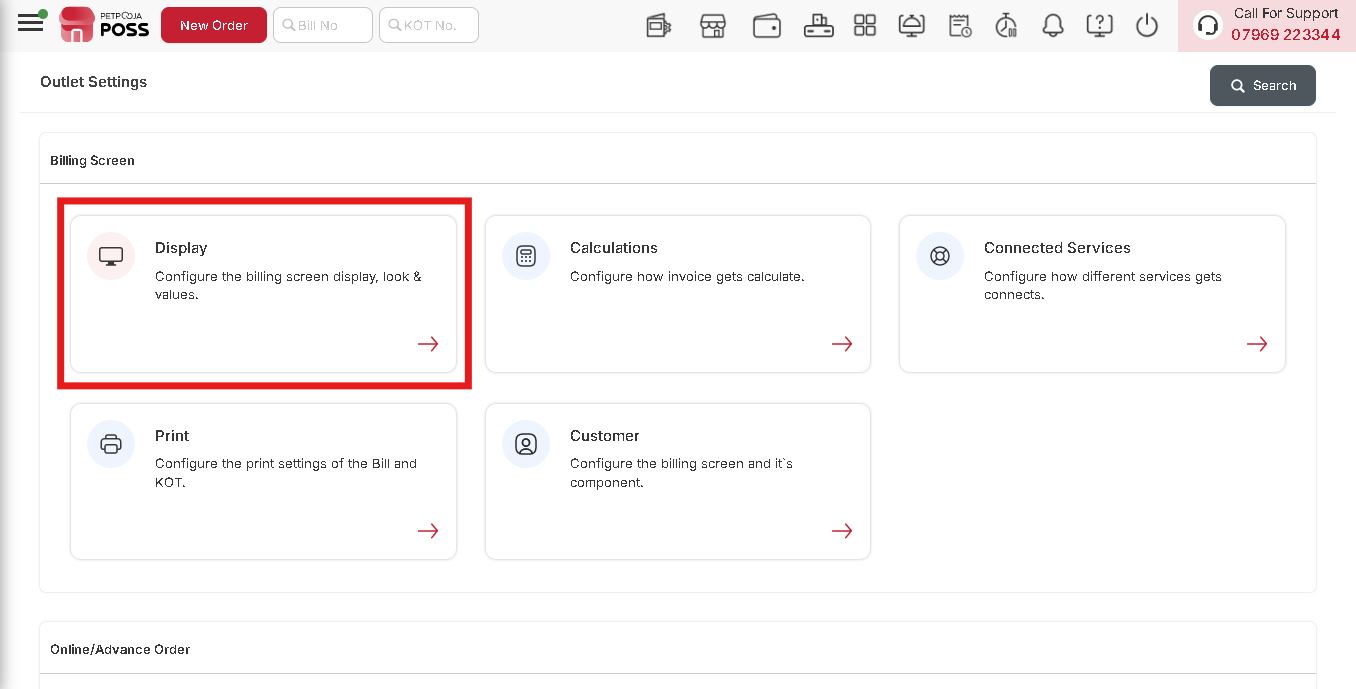 PETPOOJA
POSS
New Order
Bill No
KOT No.
Call For Support
07969 223344
Outlet Settings
Search
Billing Screen
Display
Configure the billing screen display, look &
values.
Calculations
Configure how invoice gets calculate.
Connected Services
Configure how different services gets
connects.
Print
Configure the print settings of the Bill and
KOT.
Customer
Configure the billing screen and it`s
component.
Online/Advance Order